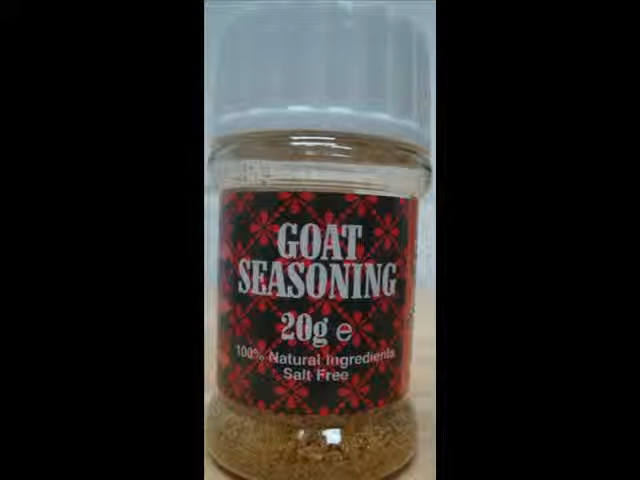 GOAT
SEASONING
20g e
100% Natural Ingredients
Salt Free